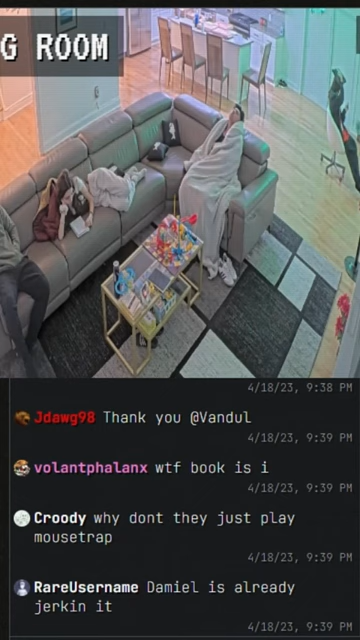 G ROOM
4/18/23, 9:38 PM
Jdawg98 Thank you @Vandul
4/18/23, 9:39 PM
volantphalanx wtf book is i
4/18/23, 9:39 PM
Croody why dont they just play
mousetrap
4/18/23, 9:39 PM
RareUsername Damiel is already
jerkin it
4/18/23, 9:39 PM